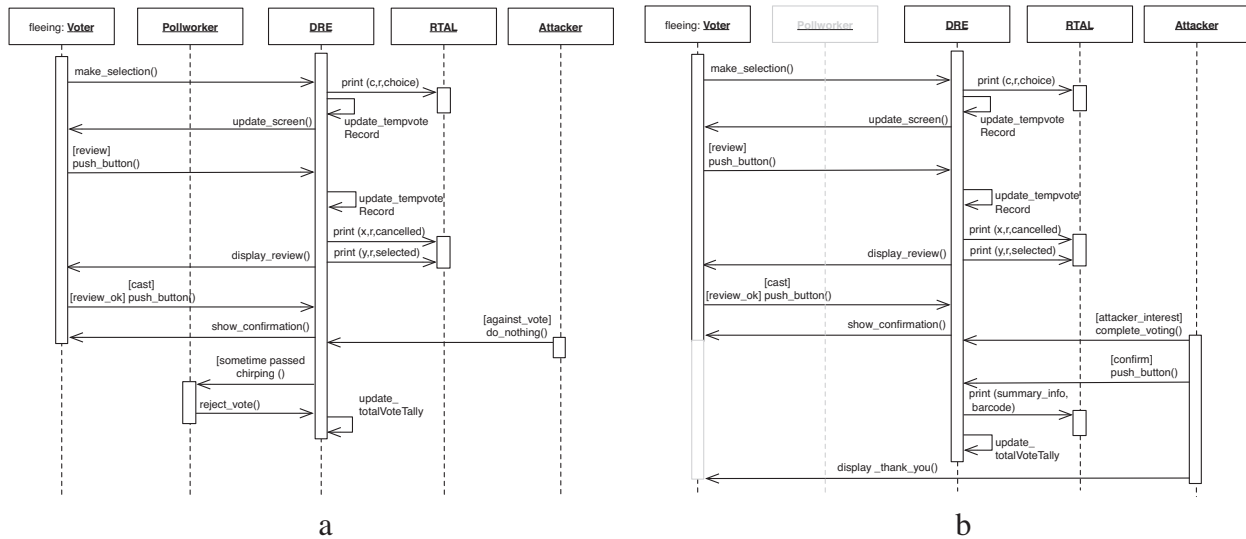 fleeing: Voter
Pollworker
DRE
RTAL
Attacker
make_selection()
print (c,r,choice)
update_tempvote
Record
update_screen()
[review]
push_button()
update_tempvote
Record
print (x,r,cancelled)
print (y,r,selected)
display_review()
[cast]
[review_ok] push_button()
show_confirmation()
[against_vote]
do_nothing()
[sometime passed
chirping ()
reject_vote()
update_
totalVoteTally
a
fleeing: Voter
Pollworker
DRE
RTAL
Attacker
make_selection()
print (c,r,choice)
update_tempvote
Record
update_screen()
[review]
push_button()
update_tempvote
Record
print (x,r,cancelled)
print (y,r,selected)
display_review()
[cast]
[review_ok] push_button()
show_confirmation()
[attacker_interest]
complete_voting()
[confirm]
push_button()
print (summary_info,
barcode)
update_
totalVoteTally
display _thank_you()
b